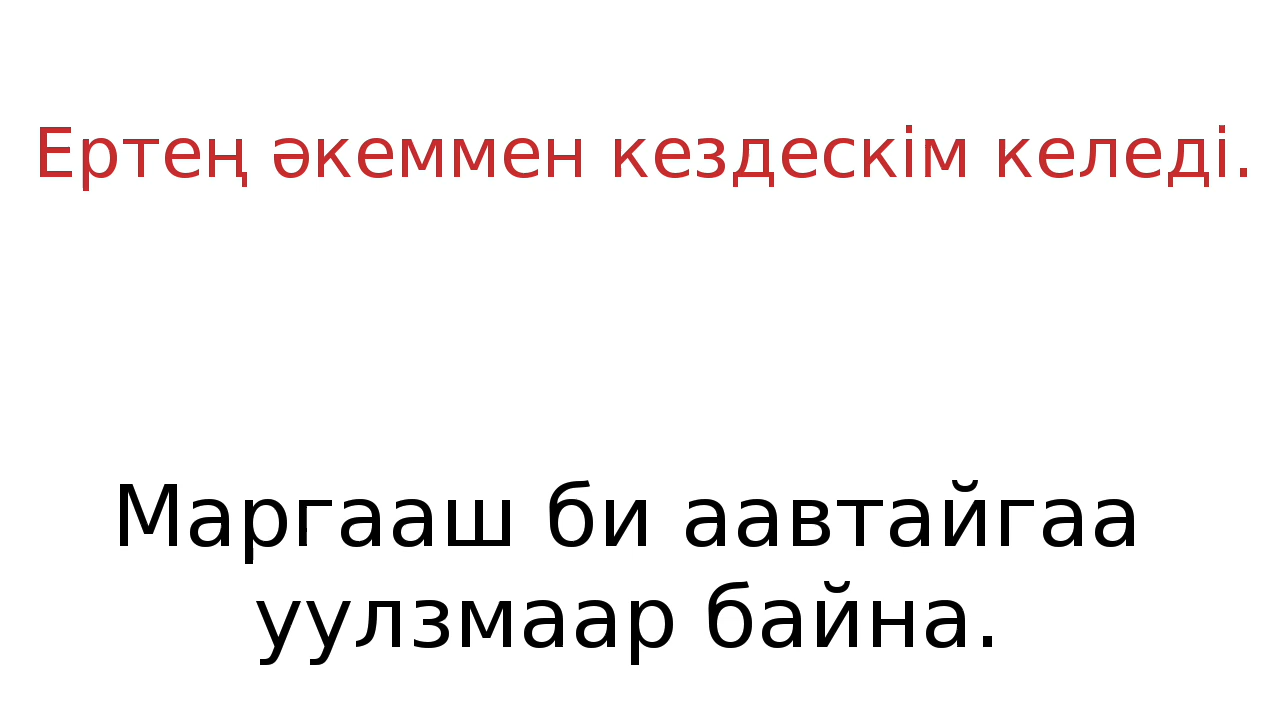 Ертең әкеммен кездескім келеді.
Маргааш би аавтайгаа
уулзмаар байна.